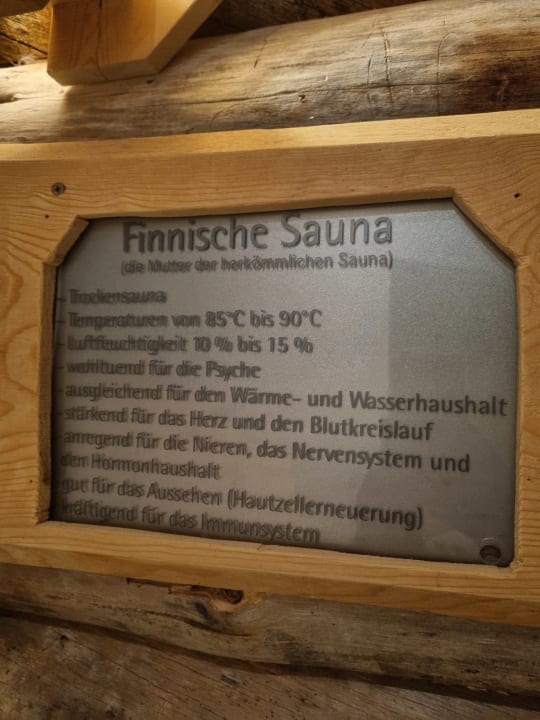 Finnische Sauna
(die Mutter der herkömmlichen Sauna)
- Trockensauna
- Temperaturen von 85°C bis 90°C
- Luftfeuchtigkeit 10 % bis 15 %
- wohltuend für die Psyche
- ausgleichend für den Wärme- und Wasserhaushalt
- stärkend für das Herz und den Blutkreislauf
- anregend für die Nieren, das Nervensystem und
den Hormonhaushalt
gut für das Aussehen (Hautzellerneuerung)
kräftigend für das Immunsystem